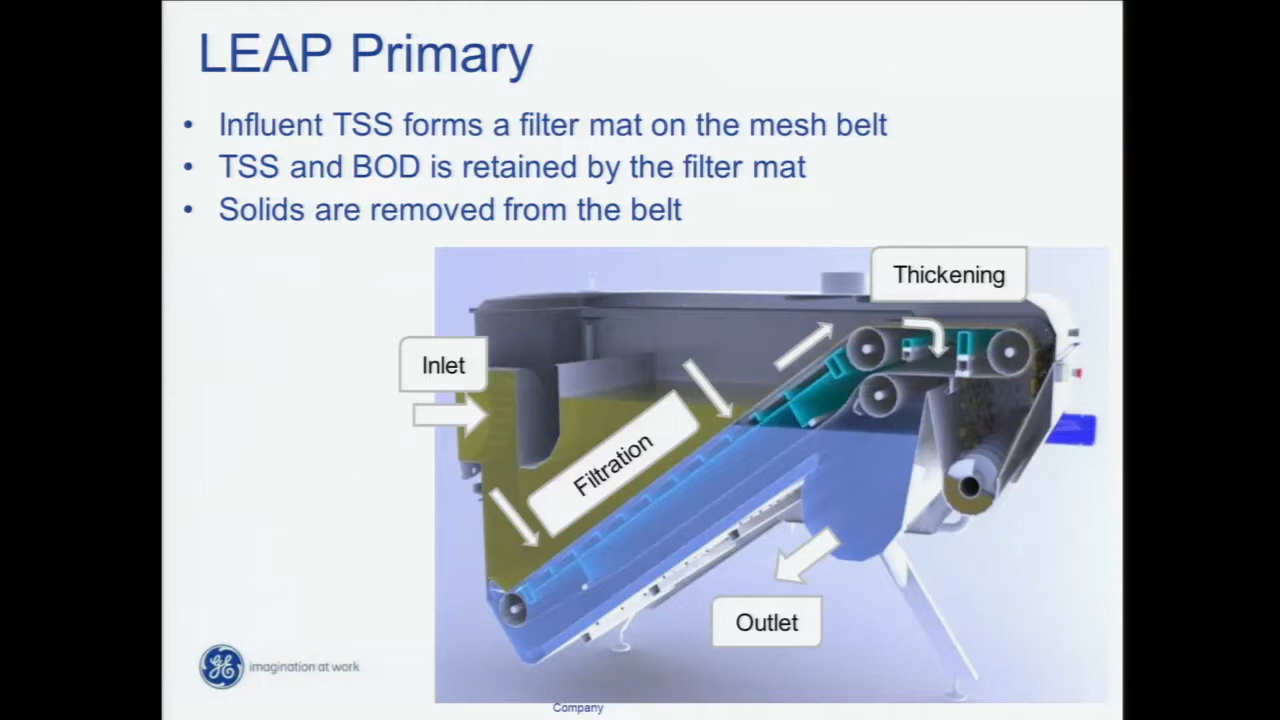 LEAP Primary
• Influent TSS forms a filter mat on the mesh belt
• TSS and BOD is retained by the filter mat
• Solids are removed from the belt
Thickening
Inlet
Filtration
Outlet
imagination at work
Company